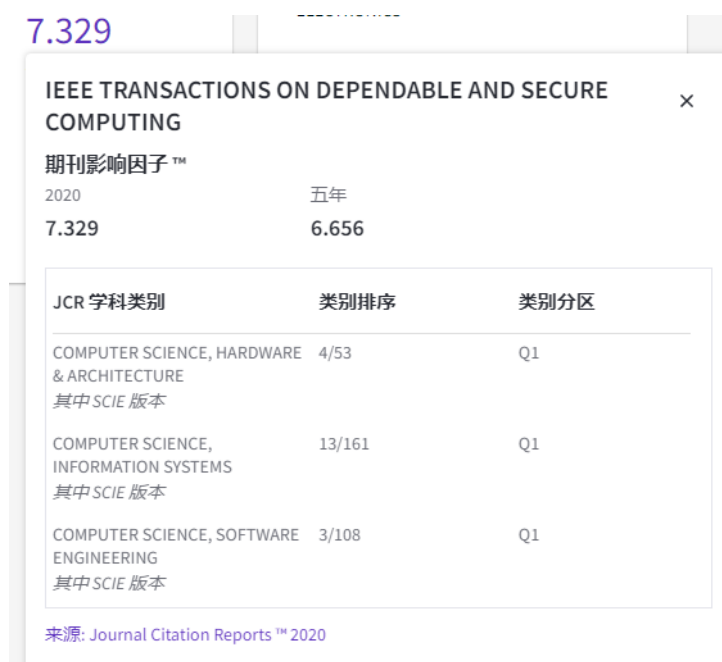 7.329
IEEE TRANSACTIONS ON DEPENDABLE AND SECURE
COMPUTING
期刊影响因子 ™
2020 五年
7.329 6.656
JCR 学科类别 类别排序 类别分区
COMPUTER SCIENCE, HARDWARE 4/53 Q1
& ARCHITECTURE
其中 SCIE 版本
COMPUTER SCIENCE, 13/161 Q1
INFORMATION SYSTEMS
其中 SCIE 版本
COMPUTER SCIENCE, SOFTWARE 3/108 Q1
ENGINEERING
其中 SCIE 版本
来源: Journal Citation Reports ™ 2020